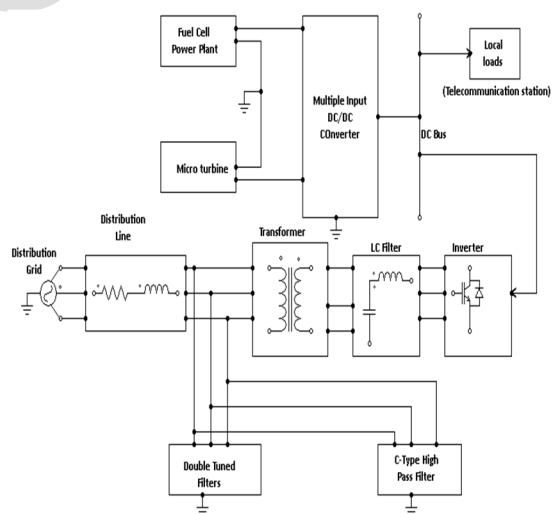 Fuel Cell
Power Plant
Local
loads
(Telecommunication station)
Multiple Input
DC/DC
COnverter
DC Bus
Micro turbine
Distribution
Line
Transformer
Distribution
Grid
LC Filter
Inverter
Double Tuned
Filters
C-Type High
Pass Filter